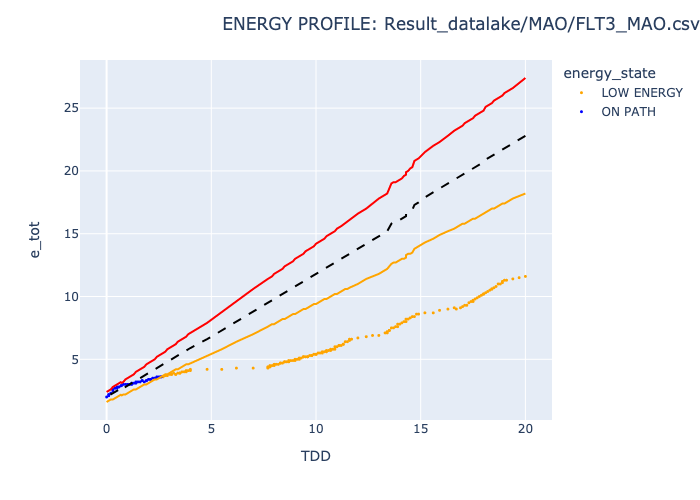 ENERGY PROFILE: Result_datalake/MAO/FLT3_MAO.csv
energy_state
LOW ENERGY
ON PATH
25
20
15
10
5
e_tot
0
5
10
15
20
TDD